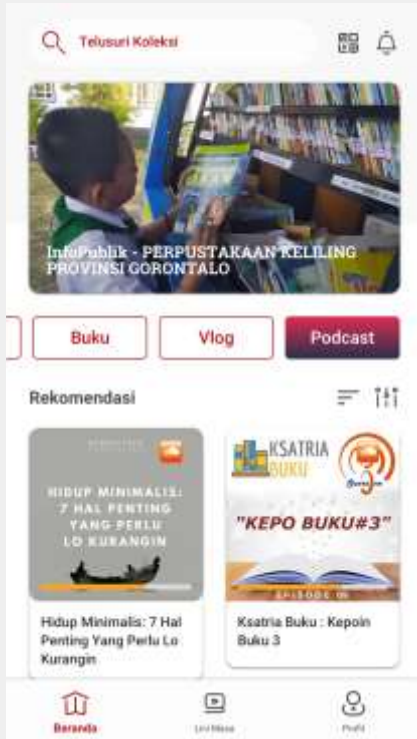 Telusuri Koleksi
InfoPublik - PERPUSTAKAAN KELILING
PROVINSI GORONTALO
Buku
Vlog
Podcast
Rekomendasi
HIDUP MINIMALIS:
7 HAL PENTING
YANG PERLU
LO KURANGIN
KSATRIA
BUKU
"KEPO BUKU#3"
Hidup Minimalis: 7 Hal
Penting Yang Perlu Lo
Kurangin
Ksatria Buku : Kepoin
Buku 3
Beranda
Lini Masa
Profil